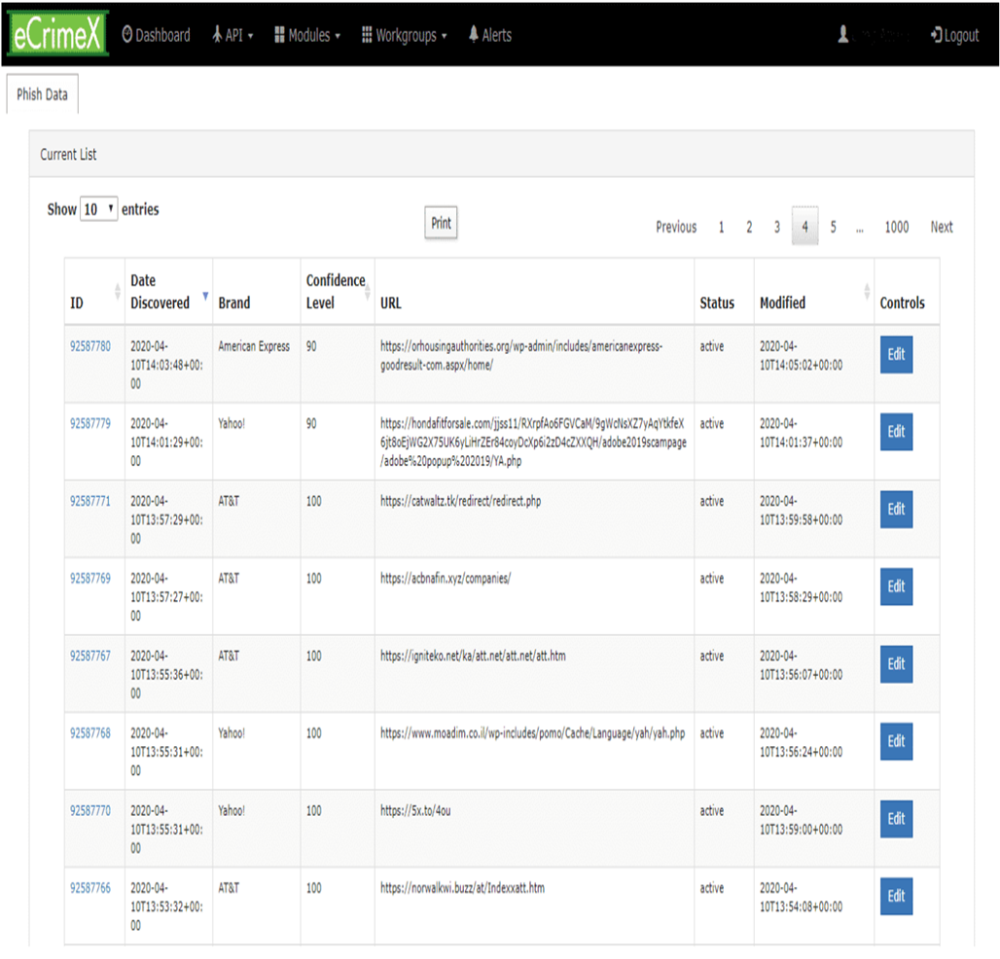 eCrimeX Dashboard API Modules Workgroups Alerts Logout
Phish Data
Current List
Show 10 entries
Print
Previous 1 2 3 4 5 ... 1000 Next
ID Date Discovered Brand Confidence Level URL Status Modified Controls
92587780 2020-04-10T14:03:48+00:00 American Express 90 https://orhousingauthorities.org/wp-admin/includes/americanexpress-goodresult-com.aspx/home/ active 2020-04-10T14:05:02+00:00 Edit
92587779 2020-04-10T14:01:29+00:00 Yahoo! 90 https://hondafitforsale.com/jjss11/RXrpfAo6FGVCaM/9gWcNsXZ7yAqYtkfeX6jt8oEjWG2X75UK6yLiHrZEr84coyDcXp6i2zD4cZXXQH/adobe2019scampage/adobe%20popup%202019/YA.php active 2020-04-10T14:01:37+00:00 Edit
92587771 2020-04-10T13:57:29+00:00 AT&T 100 https://catwaltz.tk/redirect/redirect.php active 2020-04-10T13:59:58+00:00 Edit
92587769 2020-04-10T13:57:27+00:00 AT&T 100 https://acbnafin.xyz/companies/ active 2020-04-10T13:58:29+00:00 Edit
92587767 2020-04-10T13:55:36+00:00 AT&T 100 https://igniteko.net/ka/att.net/att.net/att.htm active 2020-04-10T13:56:07+00:00 Edit
92587768 2020-04-10T13:55:31+00:00 Yahoo! 100 https://www.moadim.co.il/wp-includes/pomo/Cache/Language/yah/yah.php active 2020-04-10T13:56:24+00:00 Edit
92587770 2020-04-10T13:55:31+00:00 Yahoo! 100 https://5x.to/4ou active 2020-04-10T13:59:00+00:00 Edit
92587766 2020-04-10T13:53:32+00:00 AT&T 100 https://norwalkwi.buzz/at/Indexxatt.htm active 2020-04-10T13:54:08+00:00 Edit